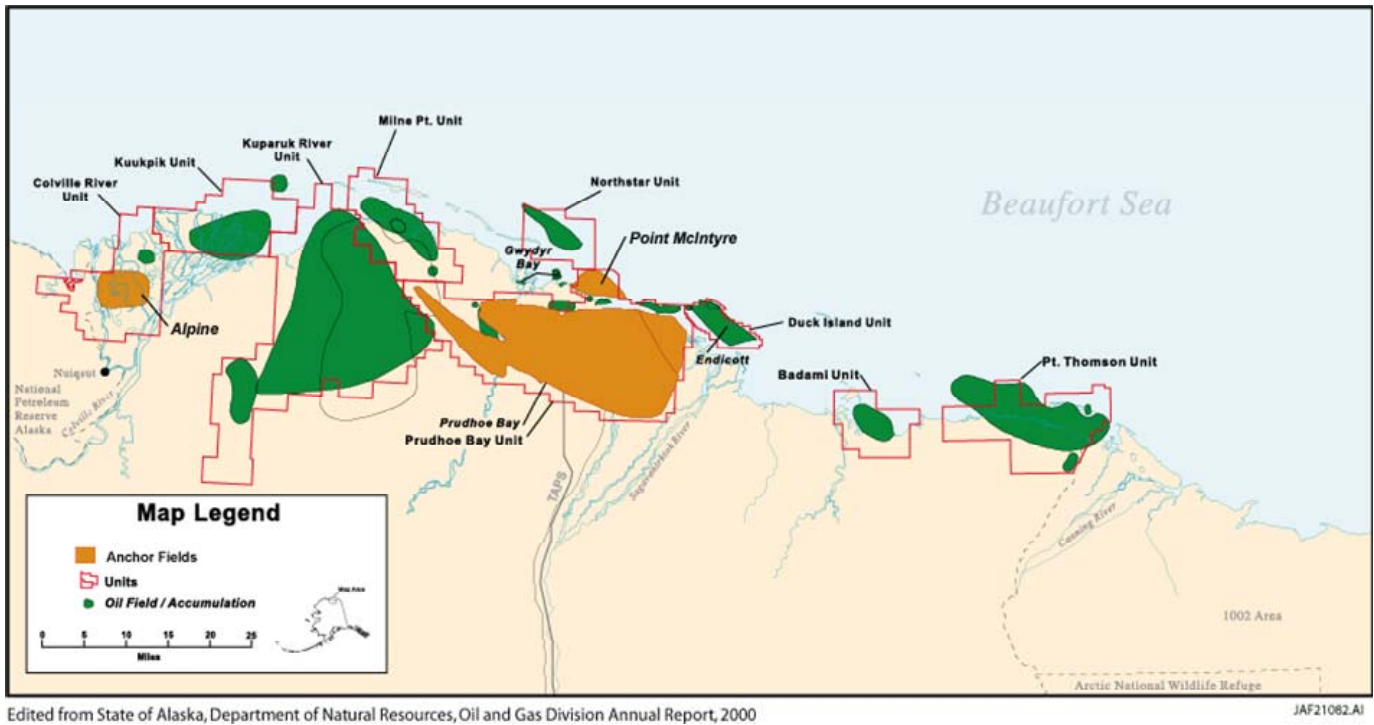 Milne Pt. Unit
Kuparuk River
Unit
Kuukpik Unit
Colville River
Unit
Northstar Unit
Beaufort Sea
Point McIntyre
Gwydyr
Bay
Alpine
Duck Island Unit
Endicott
Nuiqsut
Pt. Thomson Unit
Badami Unit
National
Petroleum
Reserve
Alaska
Colville River
Prudhoe Bay
Prudhoe Bay Unit
TAPS
Sagavanirktok River
Canning River
Map Legend
Anchor Fields
Units
Oil Field / Accumulation
Map Area
0 5 10 15 20 25
Miles
1002 Area
Arctic National Wildlife Refuge
Edited from State of Alaska, Department of Natural Resources, Oil and Gas Division Annual Report, 2000
JAF21082.AI